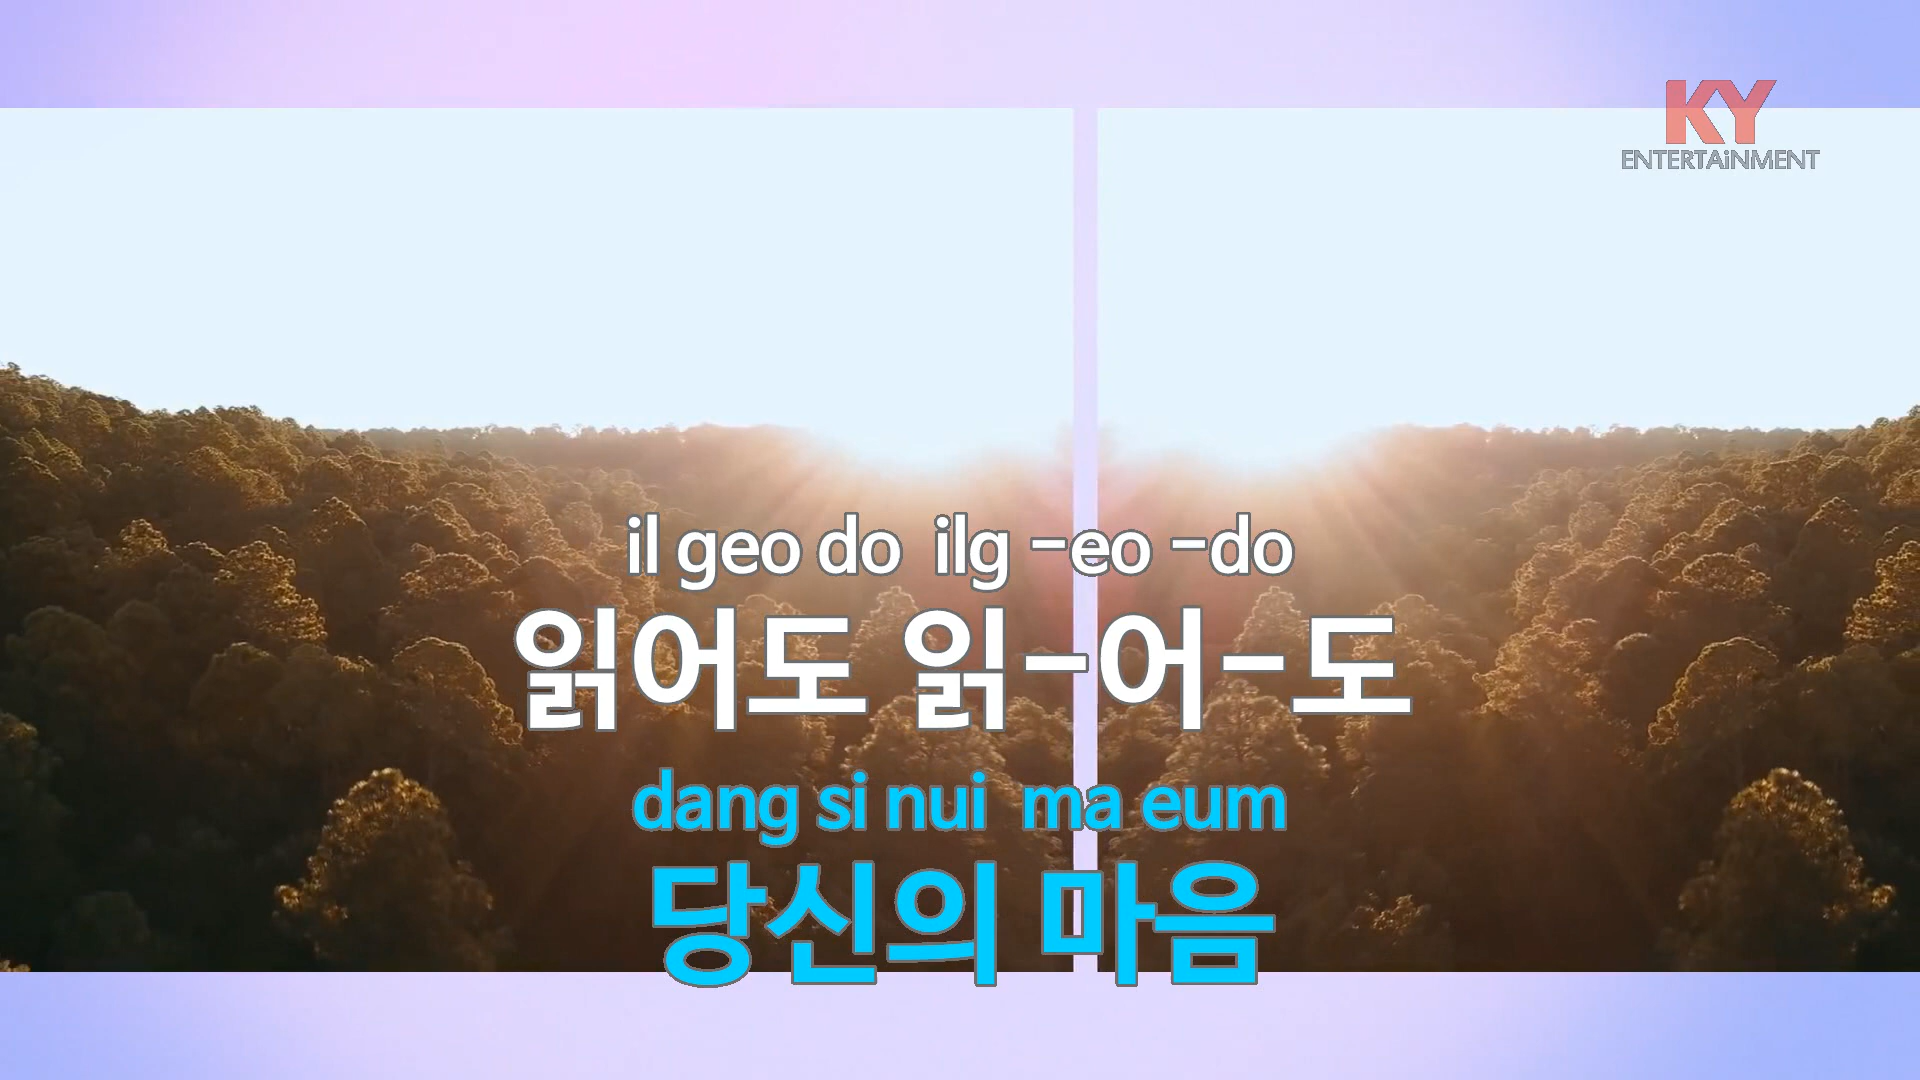 KY
ENTERTAiNMENT
il geo do ilg -eo -do
읽어도 읽-어-도
dang si nui ma eum
당신의 마음